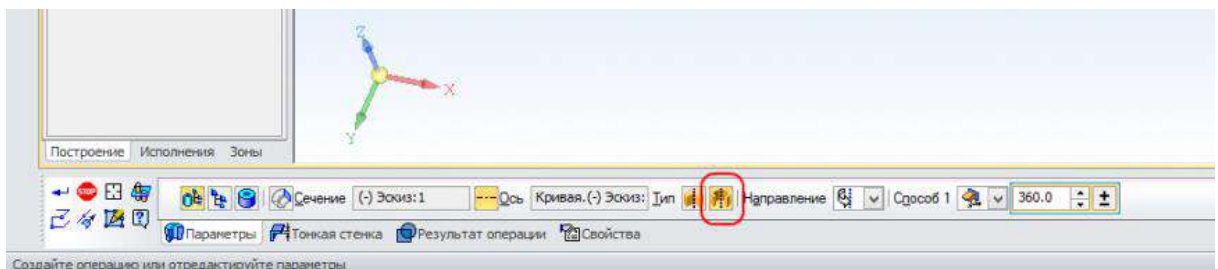 Z
X
Y
Построение Исполнения Зоны
STOP Сечение (-) Эскиз:1 Ось Кривая.(-) Эскиз: Тип Направление Способ 1 360.0
Параметры Тонкая стенка Результат операции Свойства
Создайте операцию или отредактируйте параметры